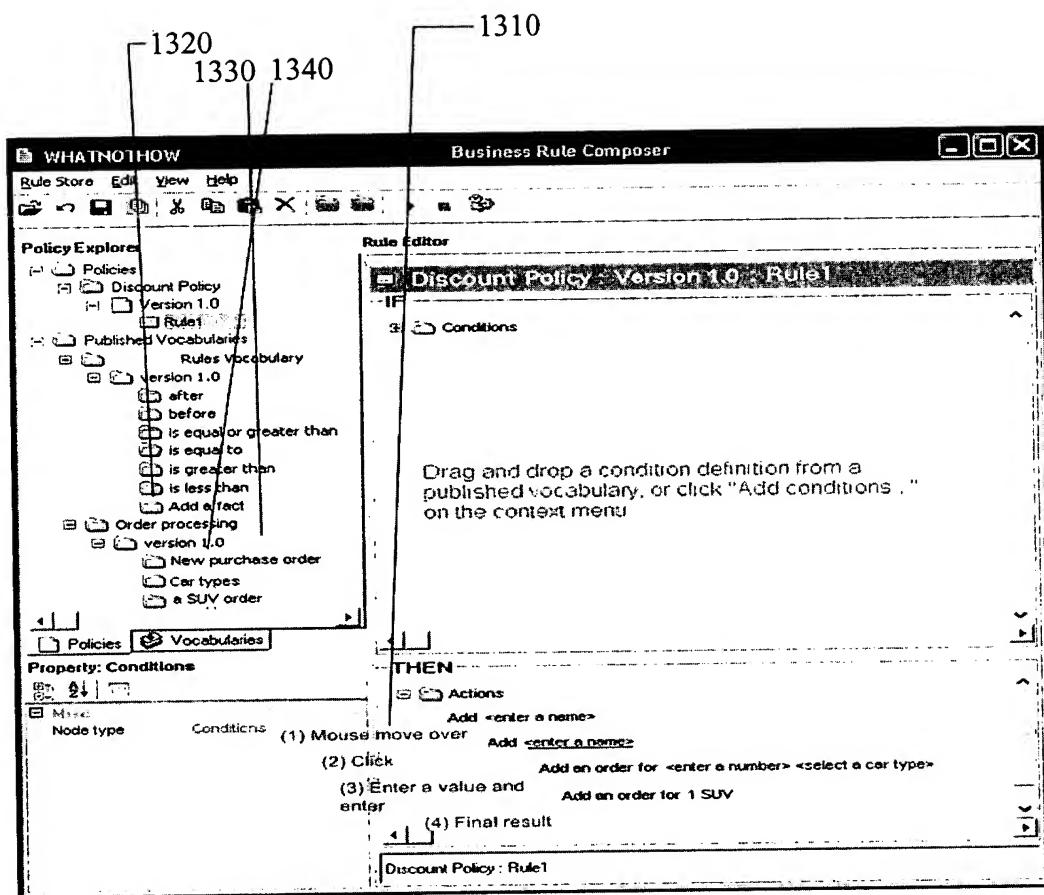 1320
1310
1330 1340
WHATNOTHOW Business Rule Composer
Rule Store Edit View Help
Policy Explorer
Policies
Discount Policy
Version 1.0
Rule1
Published Vocabularies
Rules Vocabulary
version 1.0
after
before
is equal or greater than
is equal to
is greater than
is less than
Add a fact
Order processing
version 1.0
New purchase order
Car types
a SUV order
Policies Vocabularies
Property: Conditions
Misc
Node type Conditions
Rule Editor
Discount Policy - Version 1.0 - Rule1
IF
Conditions
Drag and drop a condition definition from a
published vocabulary, or click "Add conditions . "
on the context menu
THEN
Actions
Add <enter a name>
(1) Mouse move over
Add <enter a name>
(2) Click
Add an order for <enter a number> <select a car type>
(3) Enter a value and
enter
Add an order for 1 SUV
(4) Final result
Discount Policy : Rule1